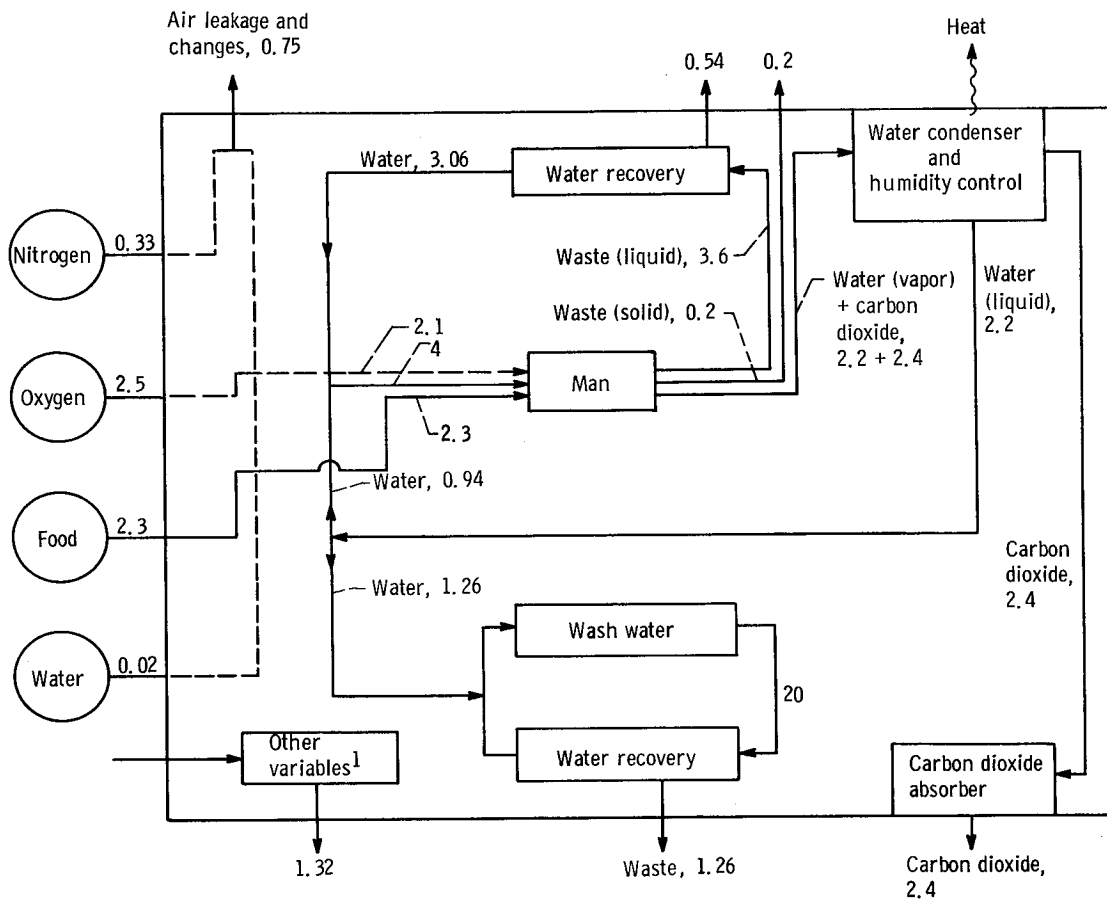 Air leakage and
changes, 0.75
Heat
0.54
0.2
Water, 3.06
Water recovery
Water condenser
and
humidity control
Nitrogen
0.33
Waste (liquid), 3.6
Water (vapor)
+ carbon
dioxide,
2.2 + 2.4
Water
(liquid),
2.2
Waste (solid), 0.2
2.1
4
Man
Oxygen
2.5
2.3
Water, 0.94
Food
2.3
Carbon
dioxide,
2.4
Water, 1.26
Wash water
Water
0.02
20
Other
variables1
Water recovery
Carbon dioxide
absorber
1.32
Waste, 1.26
Carbon dioxide,
2.4